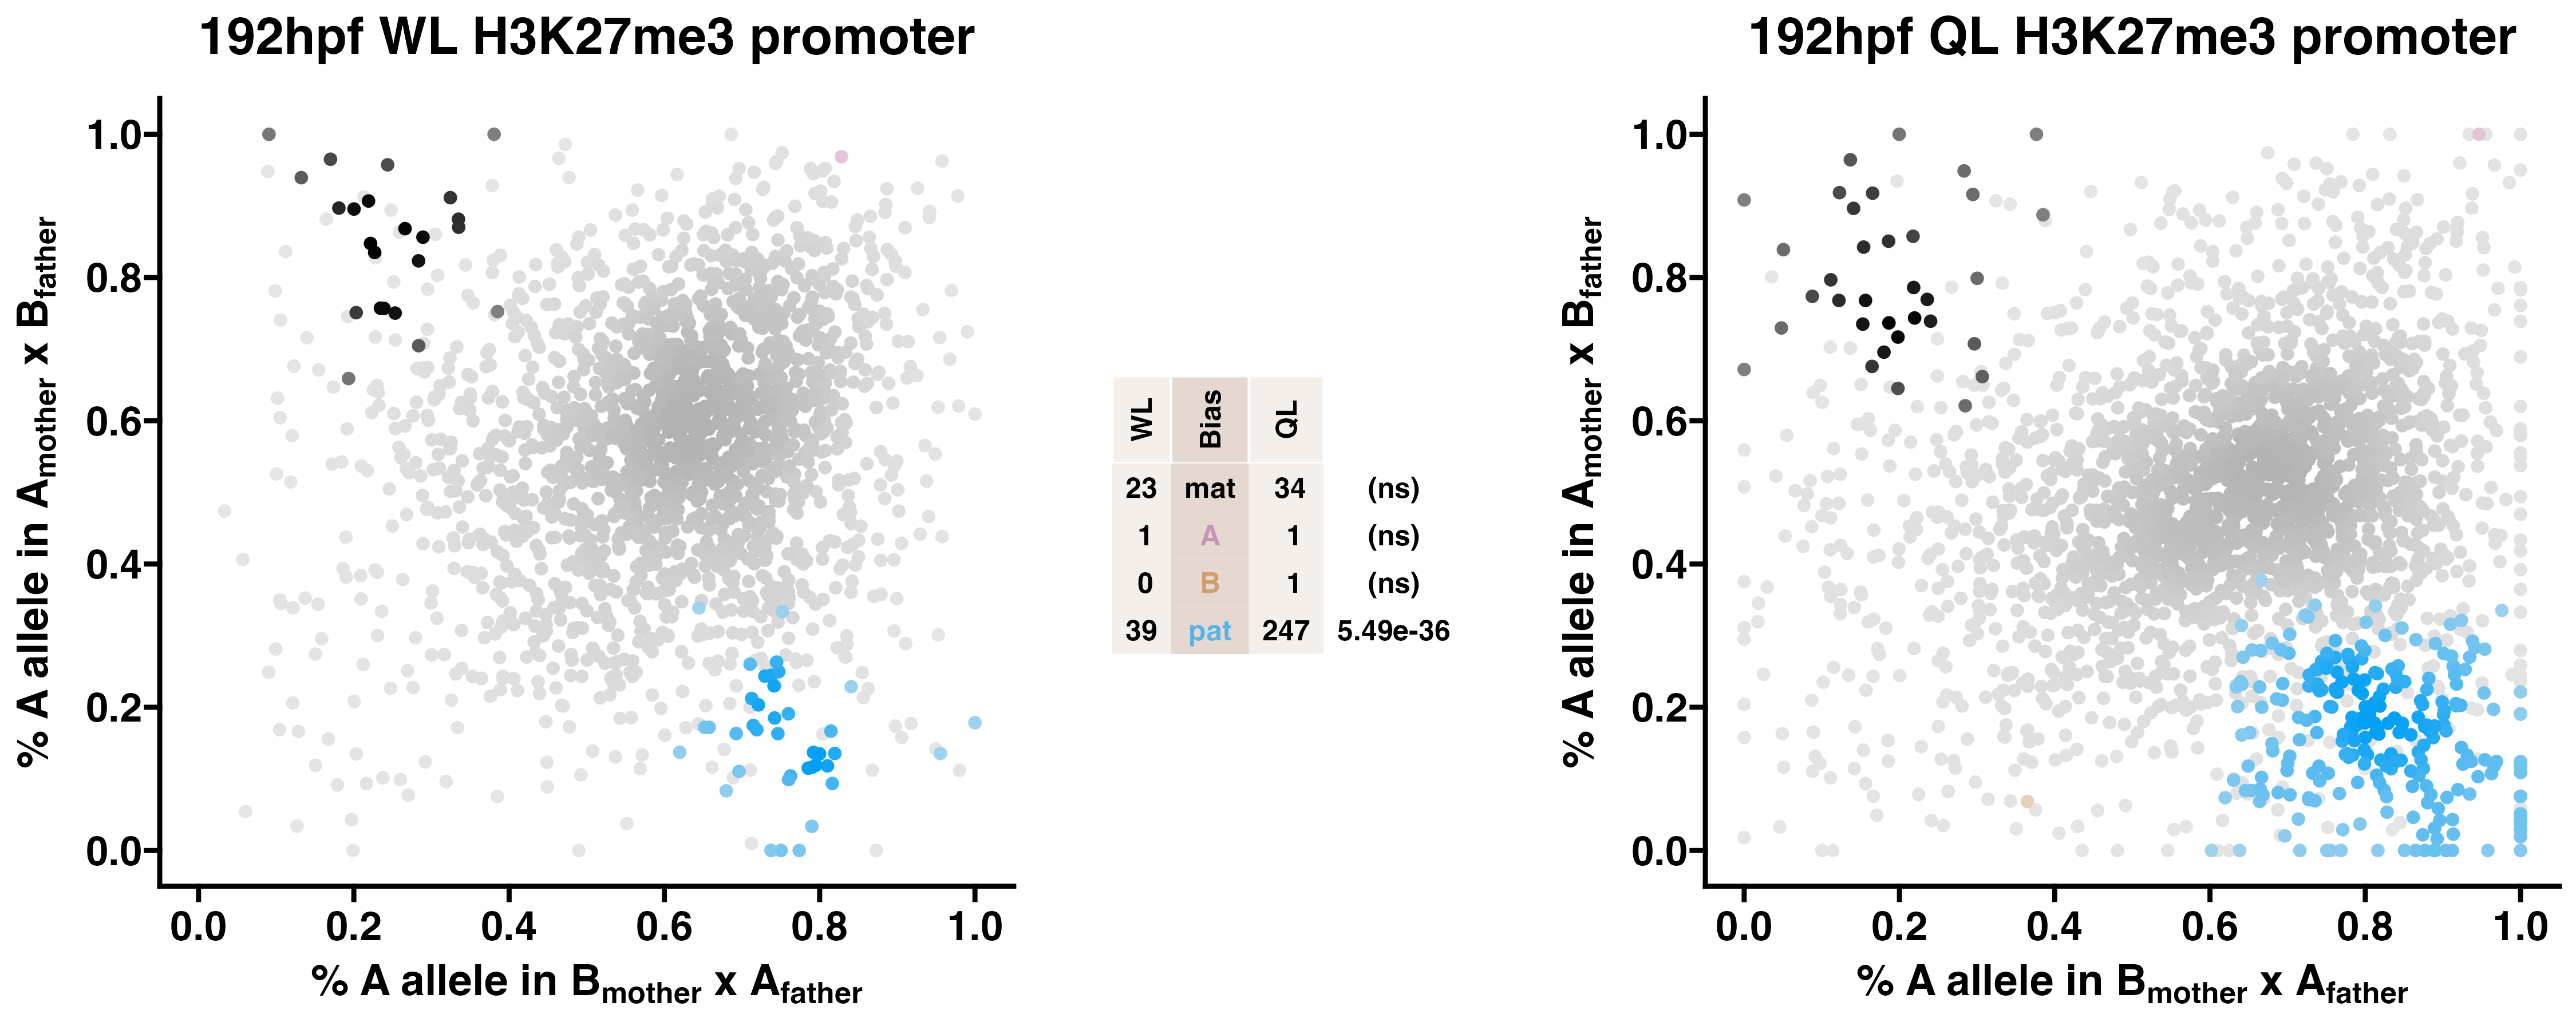 192hpf WL H3K27me3 promoter
% A allele in Amother x Bfather
1.0
0.8
0.6
0.4
0.2
0.0
0.0 0.2 0.4 0.6 0.8 1.0
% A allele in Bmother x Afather
WL Bias QL
23 mat 34 (ns)
1 A 1 (ns)
0 B 1 (ns)
39 pat 247 5.49e-36
192hpf QL H3K27me3 promoter
% A allele in Amother x Bfather
1.0
0.8
0.6
0.4
0.2
0.0
0.0 0.2 0.4 0.6 0.8 1.0
% A allele in Bmother x Afather